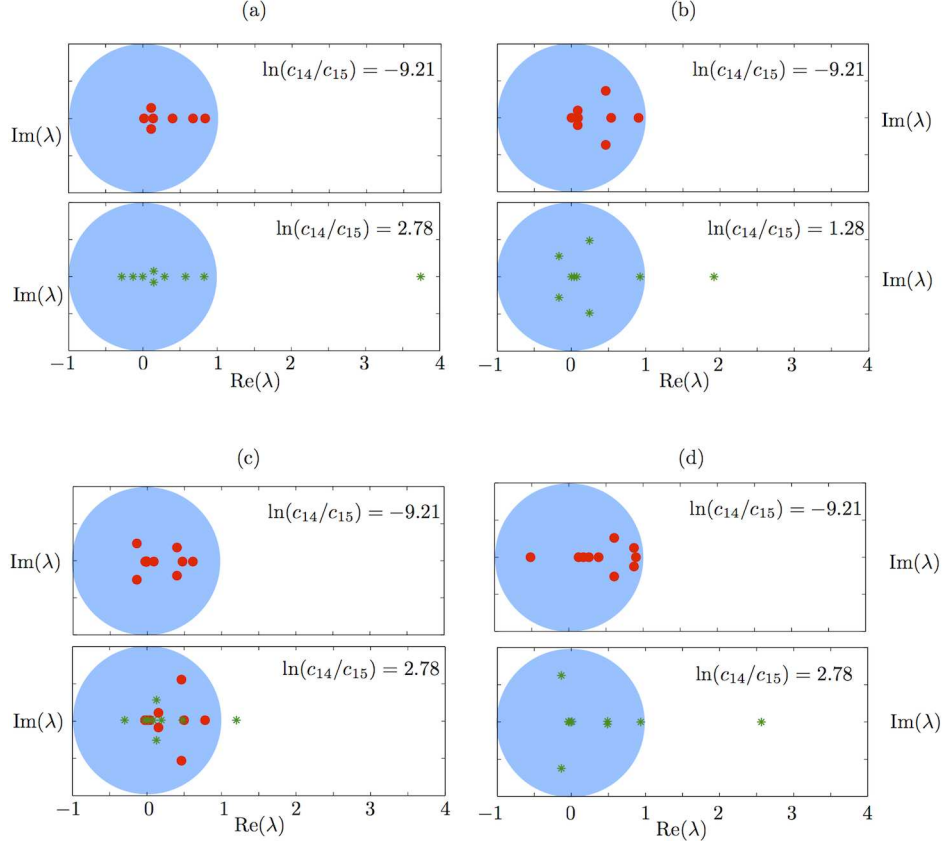 (a)
ln(c₁₄/c₁₅) = −9.21
Im(λ)
ln(c₁₄/c₁₅) = 2.78
Im(λ)
−1 0 1 2 3 4
Re(λ)
(b)
ln(c₁₄/c₁₅) = −9.21
Im(λ)
ln(c₁₄/c₁₅) = 1.28
Im(λ)
−1 0 1 2 3 4
Re(λ)
(c)
ln(c₁₄/c₁₅) = −9.21
Im(λ)
ln(c₁₄/c₁₅) = 2.78
Im(λ)
−1 0 1 2 3 4
Re(λ)
(d)
ln(c₁₄/c₁₅) = −9.21
Im(λ)
ln(c₁₄/c₁₅) = 2.78
Im(λ)
−1 0 1 2 3 4
Re(λ)